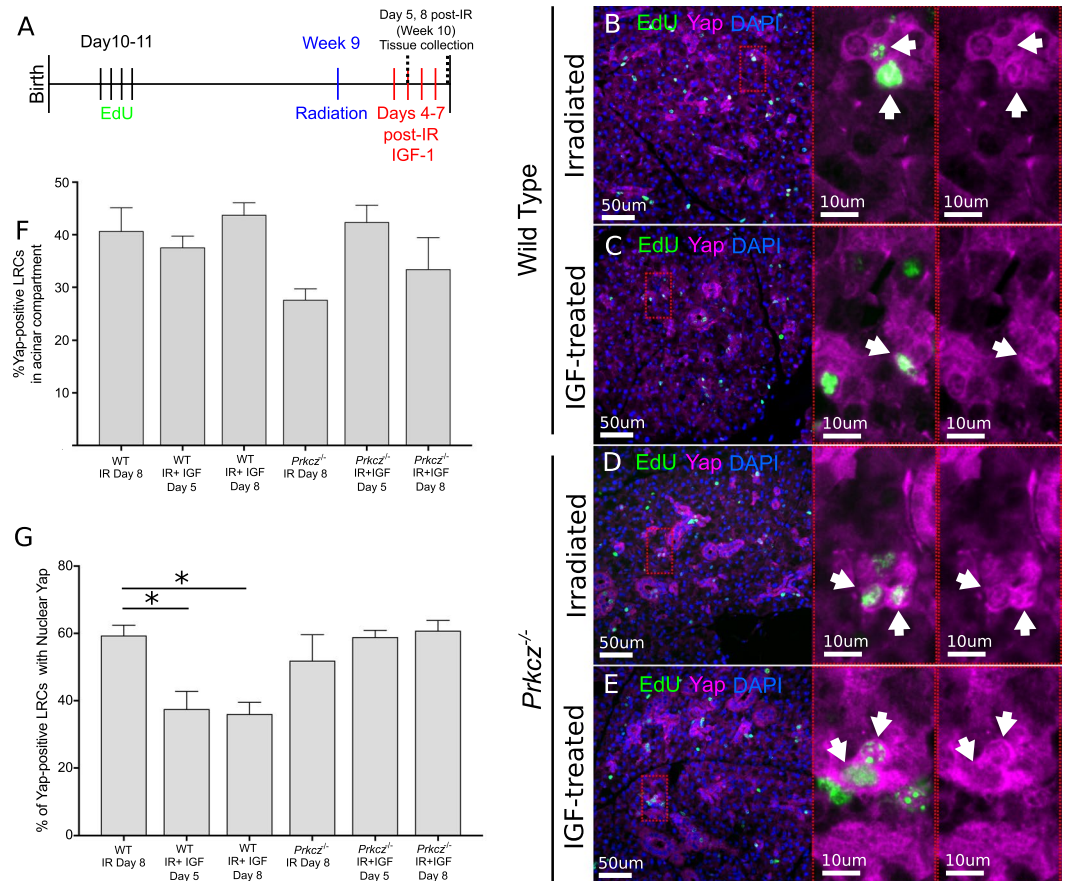 A
Day10-11
Birth
EdU
Week 9
Radiation
Day 5, 8 post-IR
(Week 10)
Tissue collection
Days 4-7
post-IR
IGF-1
F
%Yap-positive LRCs
in acinar compartment
50
40
30
20
10
WT
IR Day 8
WT
IR+ IGF
Day 5
WT
IR+ IGF
Day 8
Prkcz-/-
IR Day 8
Prkcz-/-
IR+IGF
Day 5
Prkcz-/-
IR+IGF
Day 8
G
% of Yap-positive LRCs with Nuclear Yap
80
60
40
20
0
*
*
WT
IR Day 8
WT
IR+ IGF
Day 5
WT
IR+ IGF
Day 8
Prkcz-/-
IR Day 8
Prkcz-/-
IR+IGF
Day 5
Prkcz-/-
IR+IGF
Day 8
Wild Type
Irradiated
B EdU Yap DAPI
50um
10um
10um
IGF-treated
C EdU Yap DAPI
50um
10um
10um
Prkcz-/-
Irradiated
D EdU Yap DAPI
50um
10um
10um
IGF-treated
E EdU Yap DAPI
50um
10um
10um